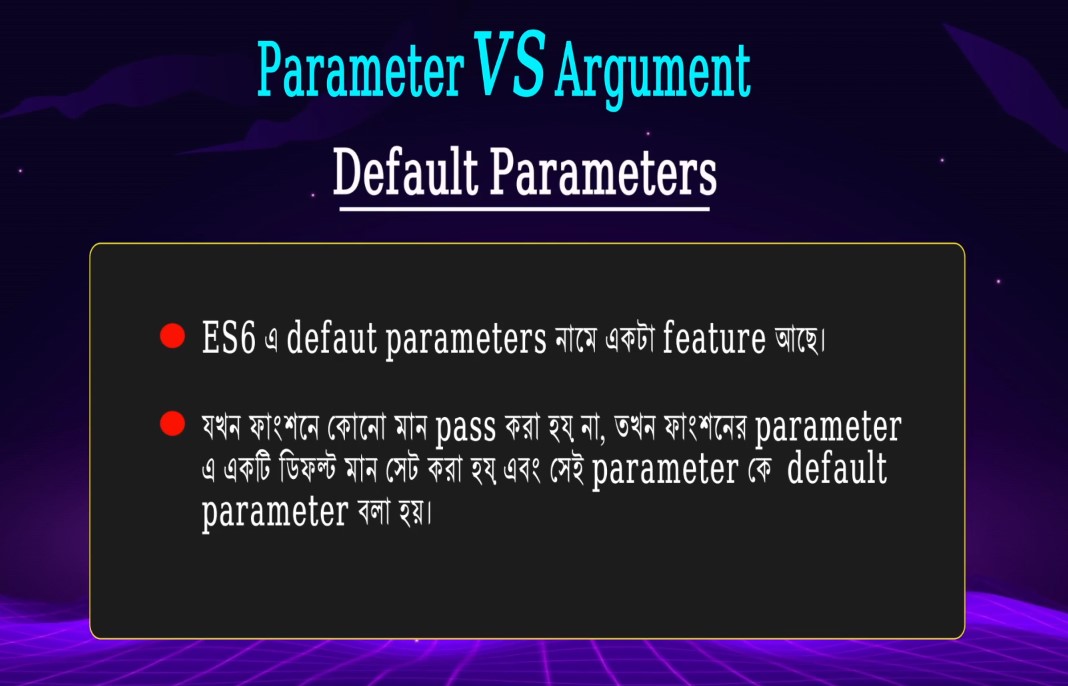 Parameter VS Argument
Default Parameters
ES6 এ defaut parameters নামে একটা feature আছে।
যখন ফাংশনে কোনো মান pass করা হয় না, তখন ফাংশনের parameter
এ একটি ডিফল্ট মান সেট করা হয় এবং সেই parameter কে default
parameter বলা হয়।